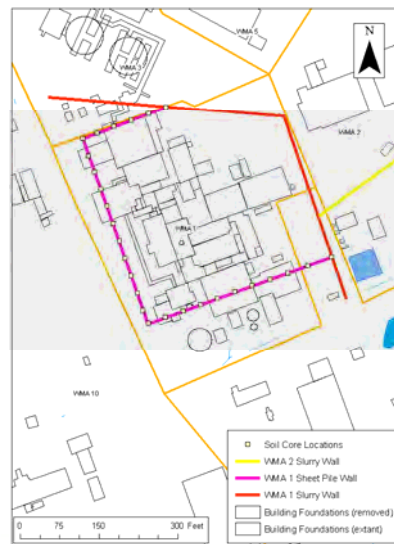 WMA 5
N
WMA 3
WMA 2
WMA 1
WMA 10
Soil Core Locations
WMA 2 Slurry Wall
WMA 1 Sheet Pile Wall
WMA 1 Slurry Wall
Building Foundations (removed)
Building Foundations (extant)
0 75 150 300 Feet